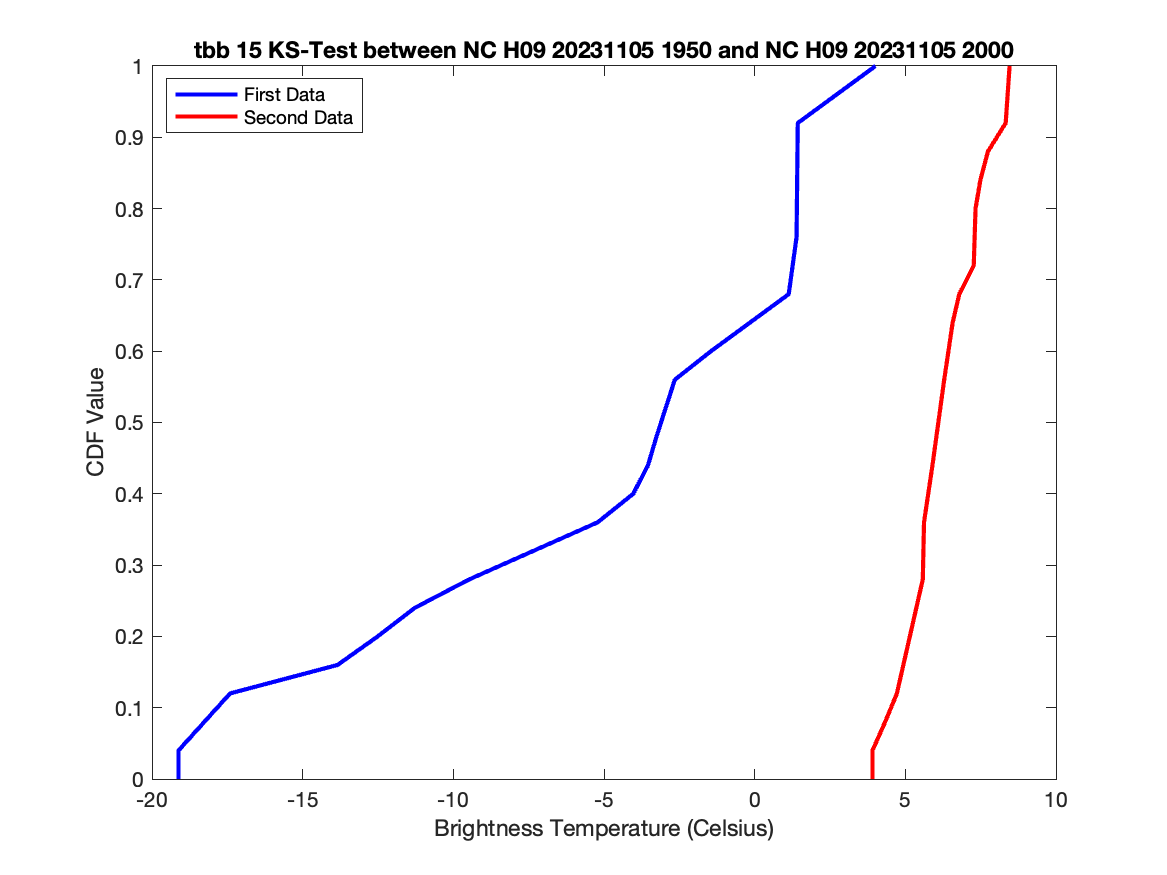 tbb 15 KS-Test between NC H09 20231105 1950 and NC H09 20231105 2000
First Data
Second Data
1
0.9
0.8
0.7
0.6
0.5
0.4
0.3
0.2
0.1
0
CDF Value
-20 -15 -10 -5 0 5 10
Brightness Temperature (Celsius)